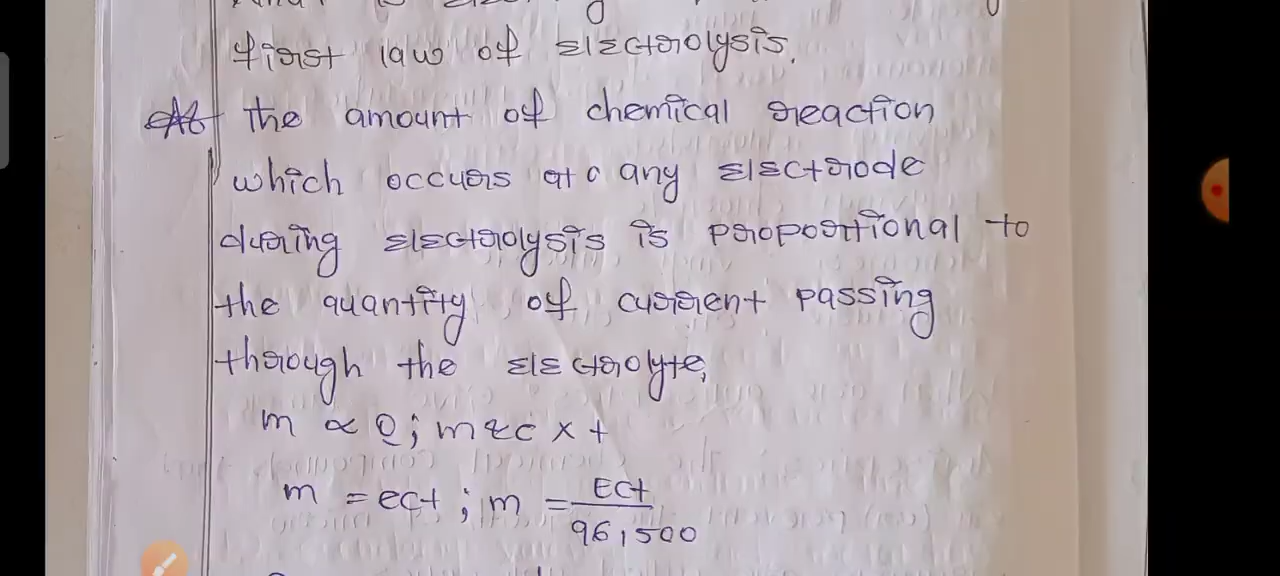 first law of Electrolysis.
the amount of chemical reaction
which occurs at any Electrode
during Electrolysis is proportional to
the quantity of current passing
through the Electrolyte,
m ∝ Q; m ∝ c × t
m = ect ; m = Ect / 96,500